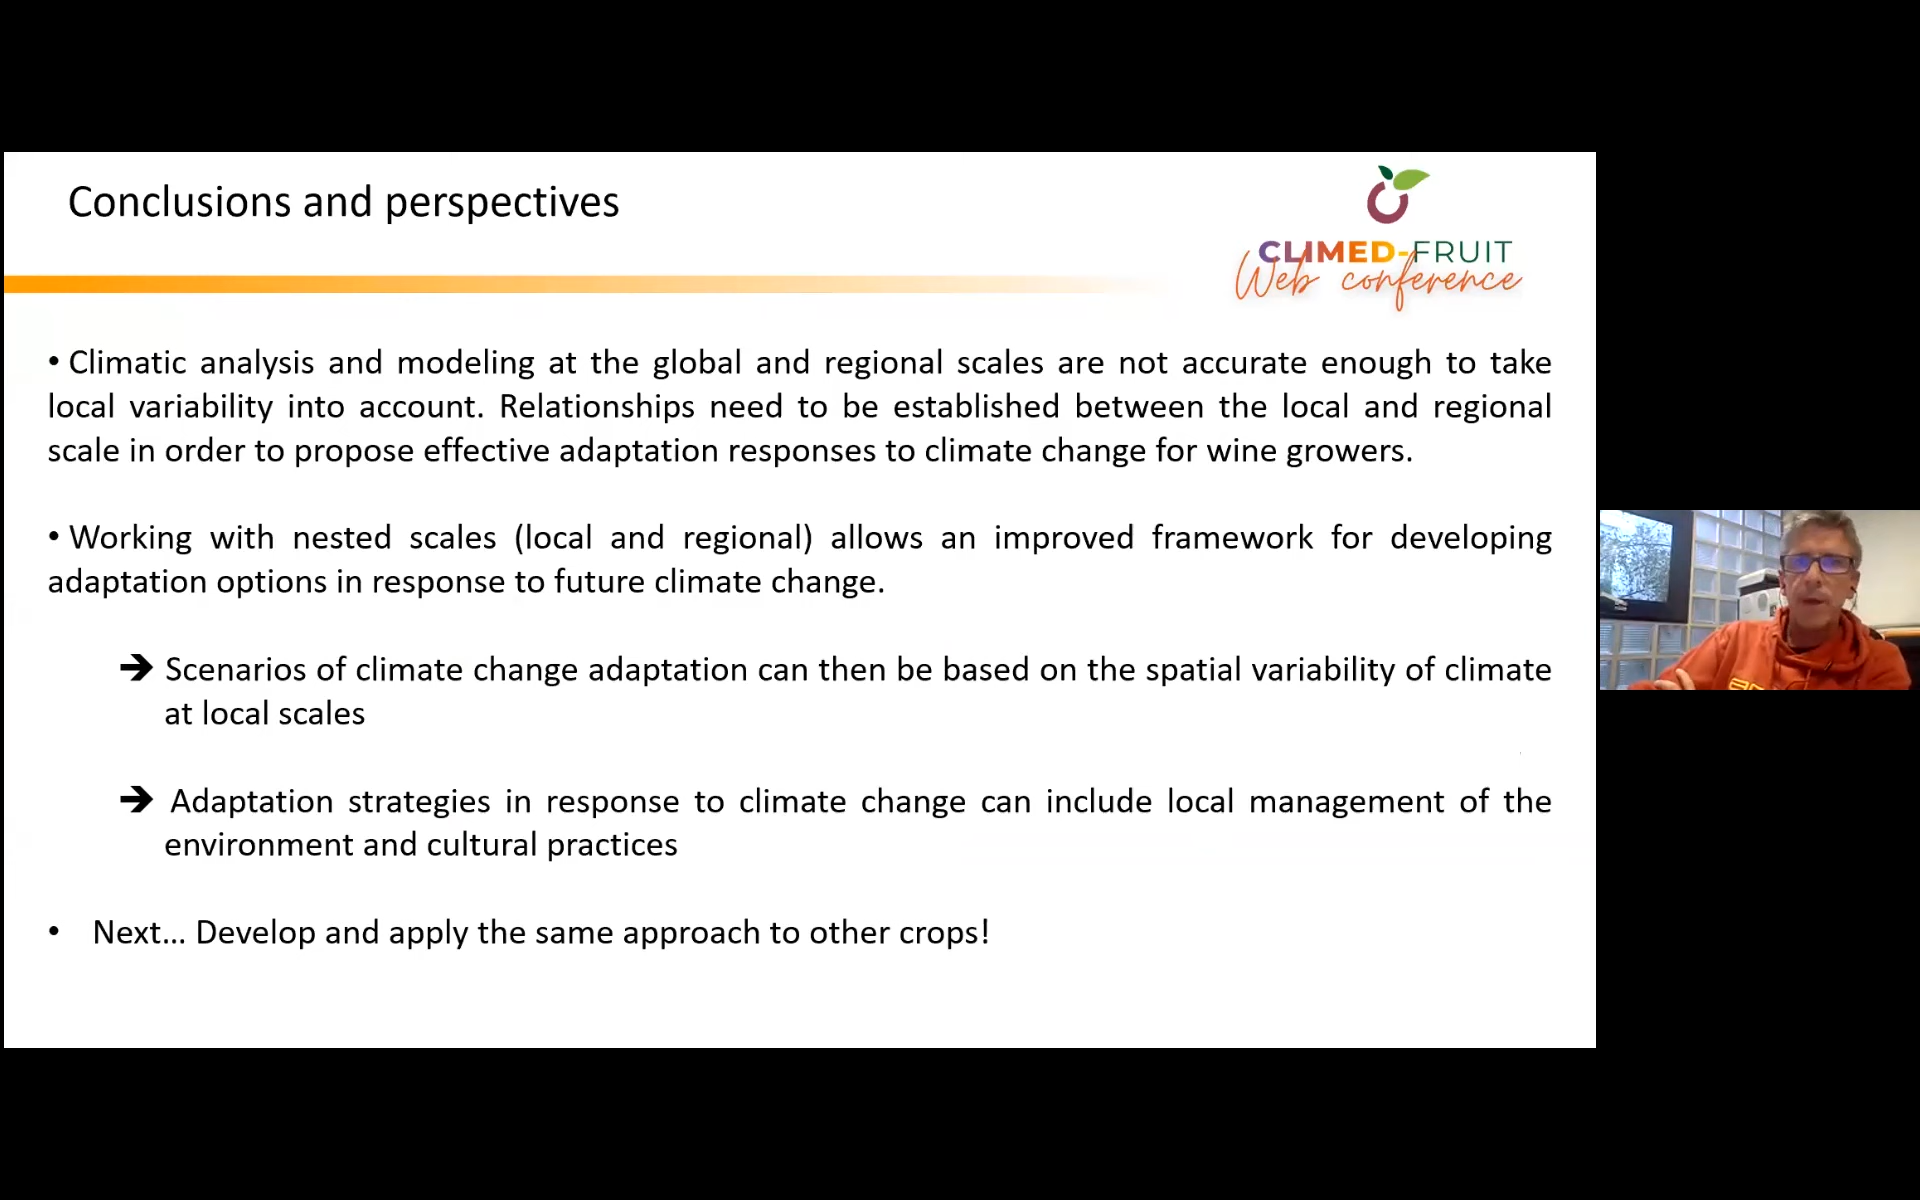 Conclusions and perspectives
CLIMED-FRUIT
Web conference
• Climatic analysis and modeling at the global and regional scales are not accurate enough to take
local variability into account. Relationships need to be established between the local and regional
scale in order to propose effective adaptation responses to climate change for wine growers.
• Working with nested scales (local and regional) allows an improved framework for developing
adaptation options in response to future climate change.
➔ Scenarios of climate change adaptation can then be based on the spatial variability of climate
at local scales
➔ Adaptation strategies in response to climate change can include local management of the
environment and cultural practices
• Next... Develop and apply the same approach to other crops!